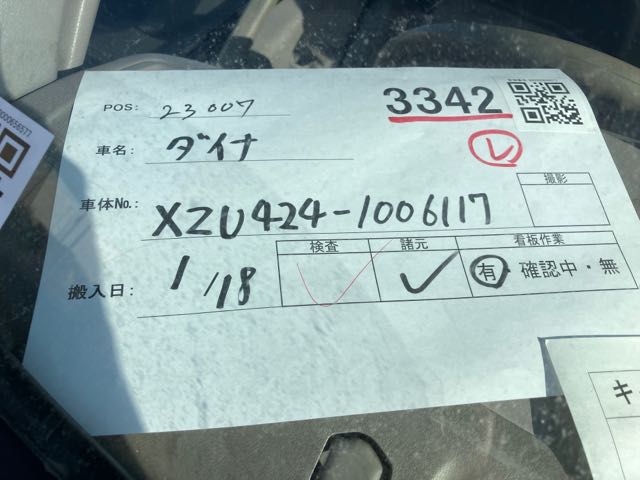 POS: 23007
3342
レ
車名: ダイナ
車体No.: XZU424-1006117
撮影
搬入日: 1/18
検査 諸元 看板作業
✓ ✓ 有 確認中・無
キ